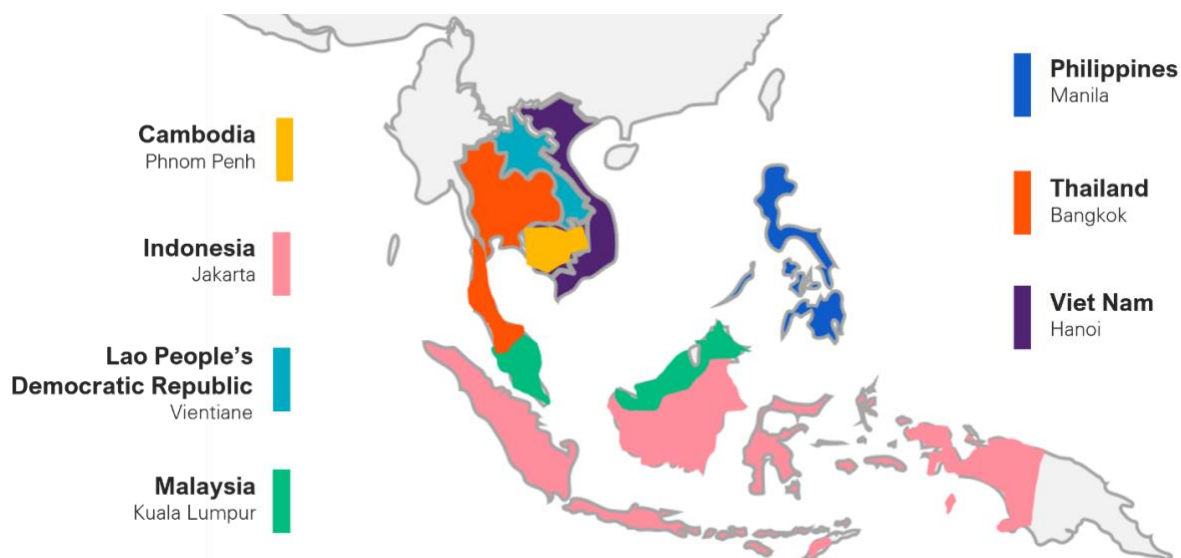 Cambodia
Phnom Penh
Indonesia
Jakarta
Lao People's
Democratic Republic
Vientiane
Malaysia
Kuala Lumpur
Philippines
Manila
Thailand
Bangkok
Viet Nam
Hanoi